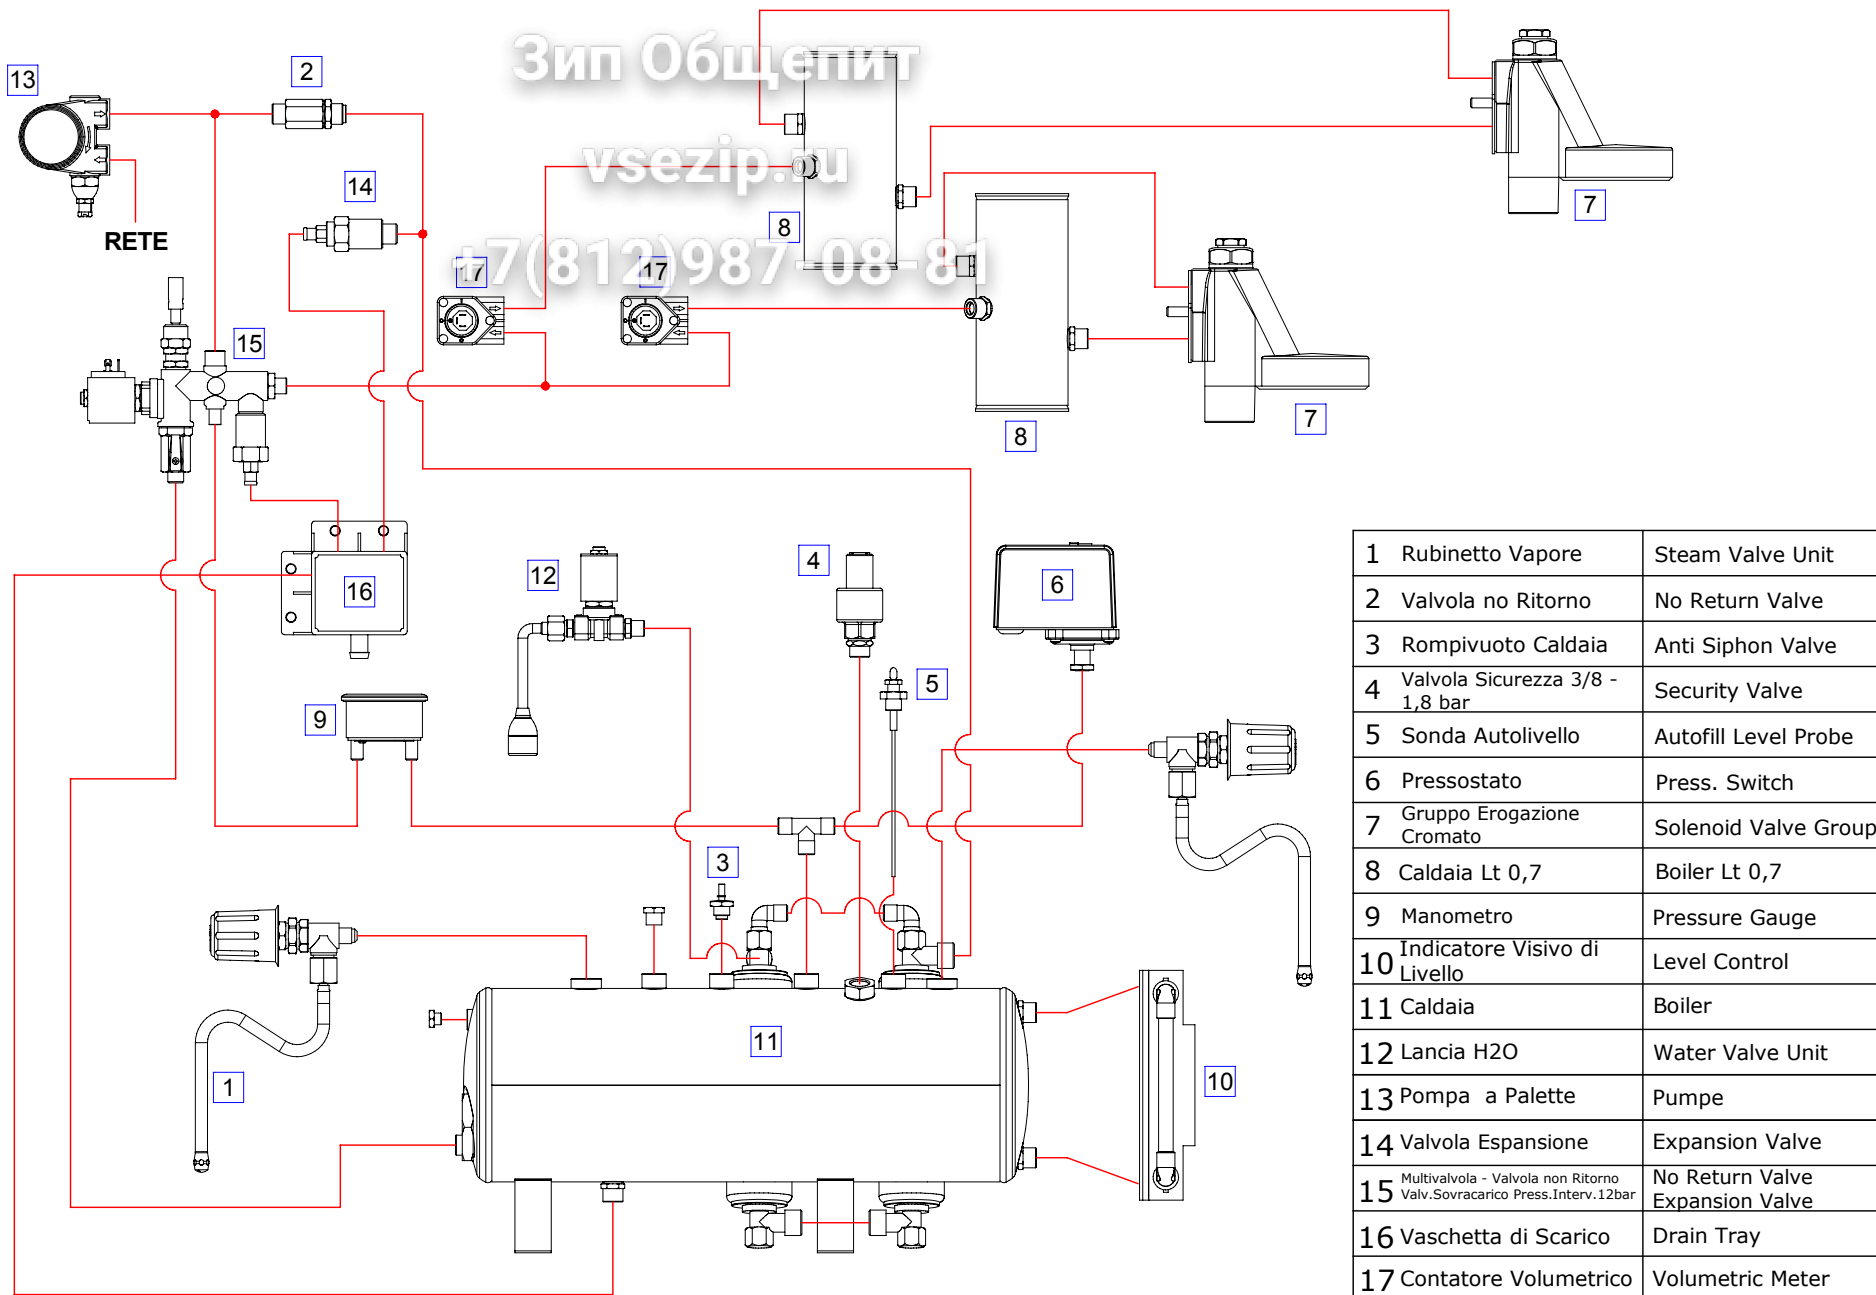 Зип Общепит
vsezip.ru
+7(812)987-08-81
13
2
14
RETE
15
17
17
8
8
7
7
16
12
4
6
5
9
3
11
1
10
1 Rubinetto Vapore Steam Valve Unit
2 Valvola no Ritorno No Return Valve
3 Rompivuoto Caldaia Anti Siphon Valve
4 Valvola Sicurezza 3/8 - Security Valve
1,8 bar
5 Sonda Autolivello Autofill Level Probe
6 Pressostato Press. Switch
7 Gruppo Erogazione Solenoid Valve Group
Cromato
8 Caldaia Lt 0,7 Boiler Lt 0,7
9 Manometro Pressure Gauge
10 Indicatore Visivo di Level Control
Livello
11 Caldaia Boiler
12 Lancia H2O Water Valve Unit
13 Pompa a Palette Pumpe
14 Valvola Espansione Expansion Valve
15 Multivalvola - Valvola non Ritorno No Return Valve
Valv.Sovracarico Press.Interv.12bar Expansion Valve
16 Vaschetta di Scarico Drain Tray
17 Contatore Volumetrico Volumetric Meter